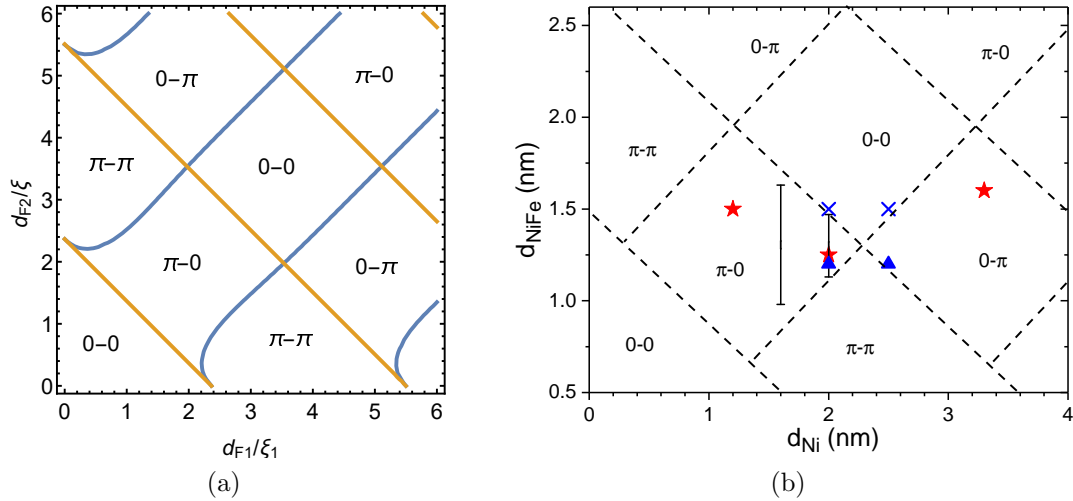 6
5
4
3
2
1
0
0 1 2 3 4 5 6
d_F2/ξ
d_F1/ξ_1
0−π
π−0
π−π
0−0
π−0
0−π
0−0
π−π
(a)
2.5
2.0
1.5
1.0
0.5
0 1 2 3 4
d_NiFe (nm)
d_Ni (nm)
0-π
π-0
0-0
π-π
π-0
0-π
0-0
π-π
(b)